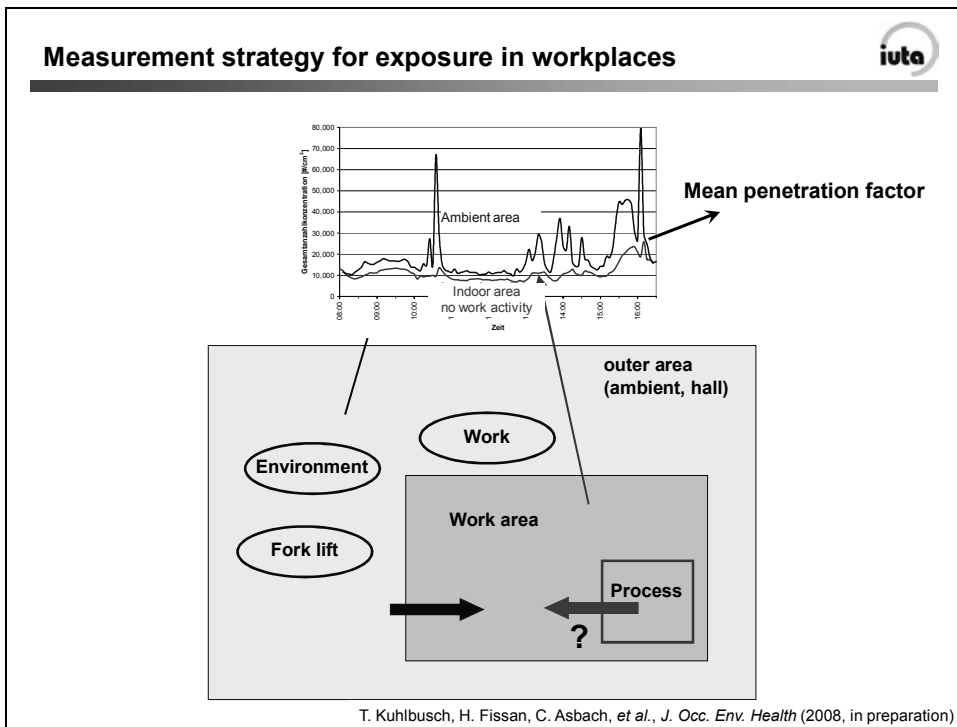 Measurement strategy for exposure in workplaces
iuta
80,000
70,000
60,000
50,000
40,000
30,000
20,000
10,000
0
Gesamtanzahlkonzentration [#/cm³]
Ambient area
Indoor area
no work activity
08:00
09:00
10:00
14:00
15:00
16:00
Zeit
Mean penetration factor
outer area
(ambient, hall)
Work
Environment
Work area
Fork lift
Process
?
T. Kuhlbusch, H. Fissan, C. Asbach, et al., J. Occ. Env. Health (2008, in preparation)